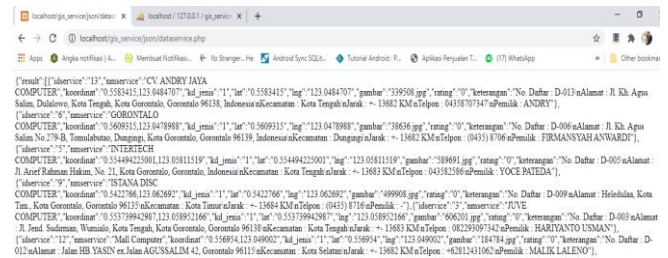 localhost/gis_service/json/datase
localhost / 127.0.0.1 / gis_service
localhost/gis_service/json/dataservice.php
Apps
Angka notifikas | A...
Membuat Notifikasi...
Ilo Stranger.. He
Android Sync SQLit...
Tutorial Android : P...
Aplikasi Penjualan T...
(17) WhatsApp
Other bookmar
{"result":[{"idservice":"13","nmservice":"CV. ANDRY JAYA
COMPUTER","koordinat":"0.5583415,123.0484707","kd_jenis":"1","lat":"0.5583415","lng":"123.0484707","gambar":"339508.jpg","rating":"0","keterangan":"No. Daftar : D-013\nAlamat : Jl. Kh. Agus
Salim, Dulalowo, Kota Tengah, Kota Gorontalo, Gorontalo 96138, Indonesia\nKecamatan : Kota Tengah\nJarak : +- 13682 KM\nTelpon : 04358707347\nPemilik : ANDRY"},
{"idservice":"6","nmservice":"GORONTALO
COMPUTER","koordinat":"0.5609315,123.0478988","kd_jenis":"1","lat":"0.5609315","lng":"123.0478988","gambar":"38636.jpg","rating":"0","keterangan":"No. Daftar : D-006\nAlamat : Jl. Kh. Agus
Salim No.279-B, Tomulabutao, Dungingi, Kota Gorontalo, Gorontalo 96139, Indonesia\nKecamatan : Dungingi\nJarak : +- 13682 KM\nTelpon : (0435) 8706\nPemilik : FIRMANSYAH ANWARDI"},
{"idservice":"5","nmservice":"INTERTECH
COMPUTER","koordinat":"0.554494225001,123.05811519","kd_jenis":"1","lat":"0.554494225001","lng":"123.05811519","gambar":"589691.jpg","rating":"0","keterangan":"No. Daftar : D-005\nAlamat :
Jl. Arief Rahman Hakim, No. 21, Kota Gorontalo, Gorontalo, Indonesia\nKecamatan : Kota Tengah\nJarak : +- 13683 KM\nTelpon : 043582586\nPemilik : YOCE PATEDA"},
{"idservice":"9","nmservice":"ISTANA DISC
COMPUTER","koordinat":"0.5422766,123.062692","kd_jenis":"1","lat":"0.5422766","lng":"123.062692","gambar":"499908.jpg","rating":"0","keterangan":"No. Daftar : D-009\nAlamat : Heledulaa, Kota
Tim., Kota Gorontalo, Gorontalo 96135\nKecamatan : Kota Timur\nJarak : +- 13684 KM\nTelpon : (0435) 8716\nPemilik : -"},{"idservice":"3","nmservice":"JUVE
COMPUTER","koordinat":"0.553739942987,123.058952166","kd_jenis":"1","lat":"0.553739942987","lng":"123.058952166","gambar":"606201.jpg","rating":"0","keterangan":"No. Daftar : D-003\nAlamat
: Jl. Jend. Sudirman, Wumialo, Kota Tengah, Kota Gorontalo, Gorontalo 96138\nKecamatan : Kota Tengah\nJarak : +- 13683 KM\nTelpon : 082293097342\nPemilik : HARIYANTO USMAN"},
{"idservice":"12","nmservice":"Mall Computer","koordinat":"0.556954,123.049002","kd_jenis":"1","lat":"0.556954","lng":"123.049002","gambar":"184784.jpg","rating":"0","keterangan":"No. Daftar : D-
012\nAlamat : Jalan HB YASIN ex Jalan AGUSSALIM 42, Gorontalo 96115\nKecamatan : Kota Selatan\nJarak : +- 13682 KM\nTelpon : +62812431062\nPemilik : MALIK LALENO"},